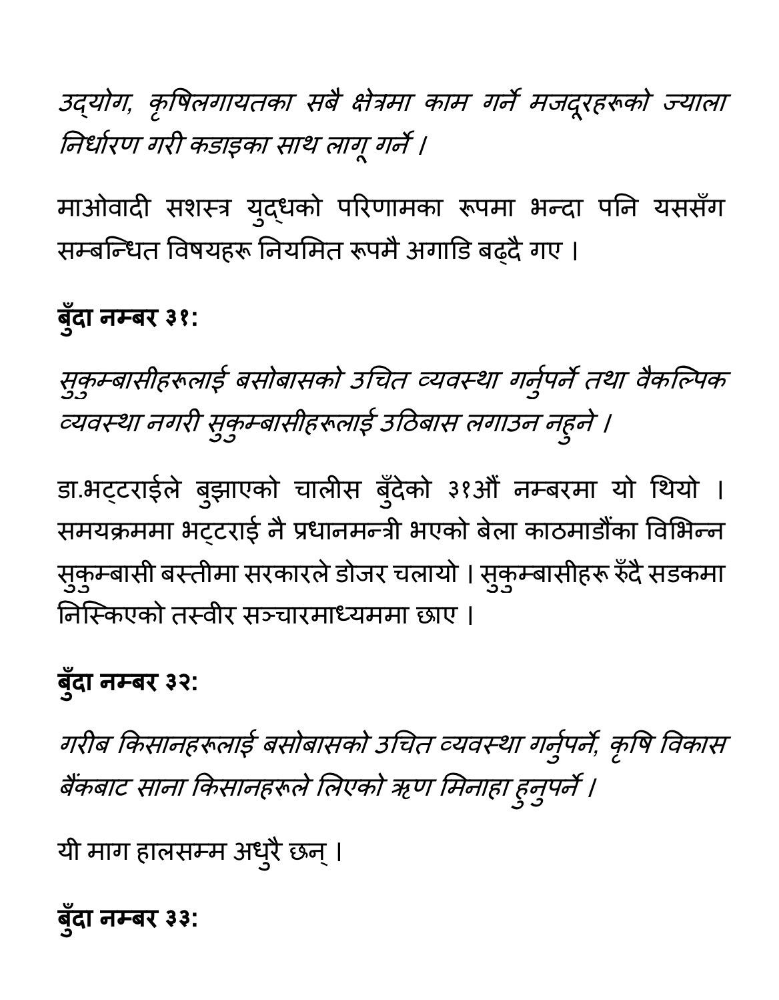 उद्योग, कृषिलगायतका सबै क्षेत्रमा काम गर्ने मजदूरहरूको ज्याला
निर्धारण गरी कडाइका साथ लागू गर्ने ।
माओवादी सशस्त्र युद्धको परिणामका रूपमा भन्दा पनि यससँग
सम्बन्धित विषयहरू नियमित रूपमै अगाडि बढ्दै गए ।
बुँदा नम्बर ३१:
सुकुम्बासीहरूलाई बसोबासको उचित व्यवस्था गर्नुपर्ने तथा वैकल्पिक
व्यवस्था नगरी सुकुम्बासीहरूलाई उठिबास लगाउन नहुने ।
डा.भट्टराईले बुझाएको चालीस बुँदेको ३१औं नम्बरमा यो थियो ।
समयक्रममा भट्टराई नै प्रधानमन्त्री भएको बेला काठमाडौंका विभिन्न
सुकुम्बासी बस्तीमा सरकारले डोजर चलायो । सुकुम्बासीहरू रुँदै सडकमा
निस्किएको तस्वीर सञ्चारमाध्यममा छाए ।
बुँदा नम्बर ३२:
गरीब किसानहरूलाई बसोबासको उचित व्यवस्था गर्नुपर्ने, कृषि विकास
बैंकबाट साना किसानहरूले लिएको ऋण मिनाहा हुनुपर्ने ।
यी माग हालसम्म अधुरै छन् ।
बुँदा नम्बर ३३: